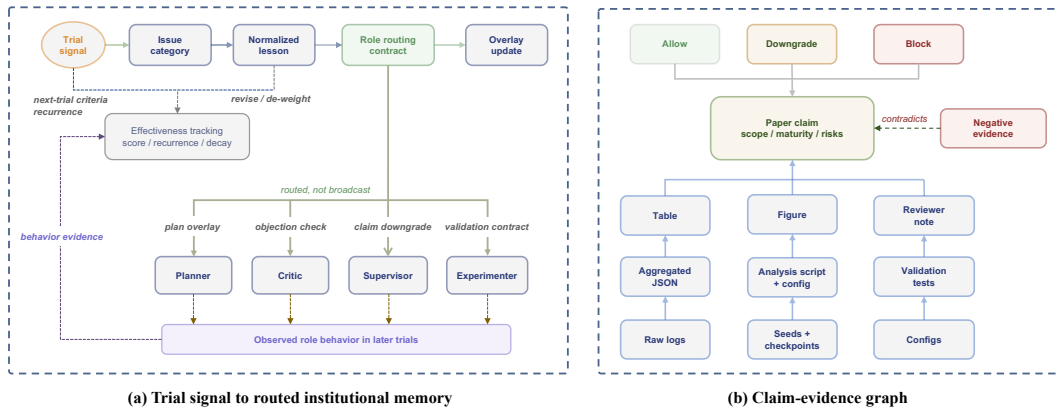 Trial
signal
Issue
category
Normalized
lesson
Role routing
contract
Overlay
update
next-trial criteria
recurrence
revise / de-weight
Effectiveness tracking
score / recurrence / decay
routed, not broadcast
behavior evidence
plan overlay
objection check
claim downgrade
validation contract
Planner
Critic
Supervisor
Experimenter
Observed role behavior in later trials
(a) Trial signal to routed institutional memory
Allow
Downgrade
Block
Paper claim
scope / maturity / risks
contradicts
Negative
evidence
Table
Figure
Reviewer
note
Aggregated
JSON
Analysis script
+ config
Validation
tests
Raw logs
Seeds +
checkpoints
Configs
(b) Claim-evidence graph